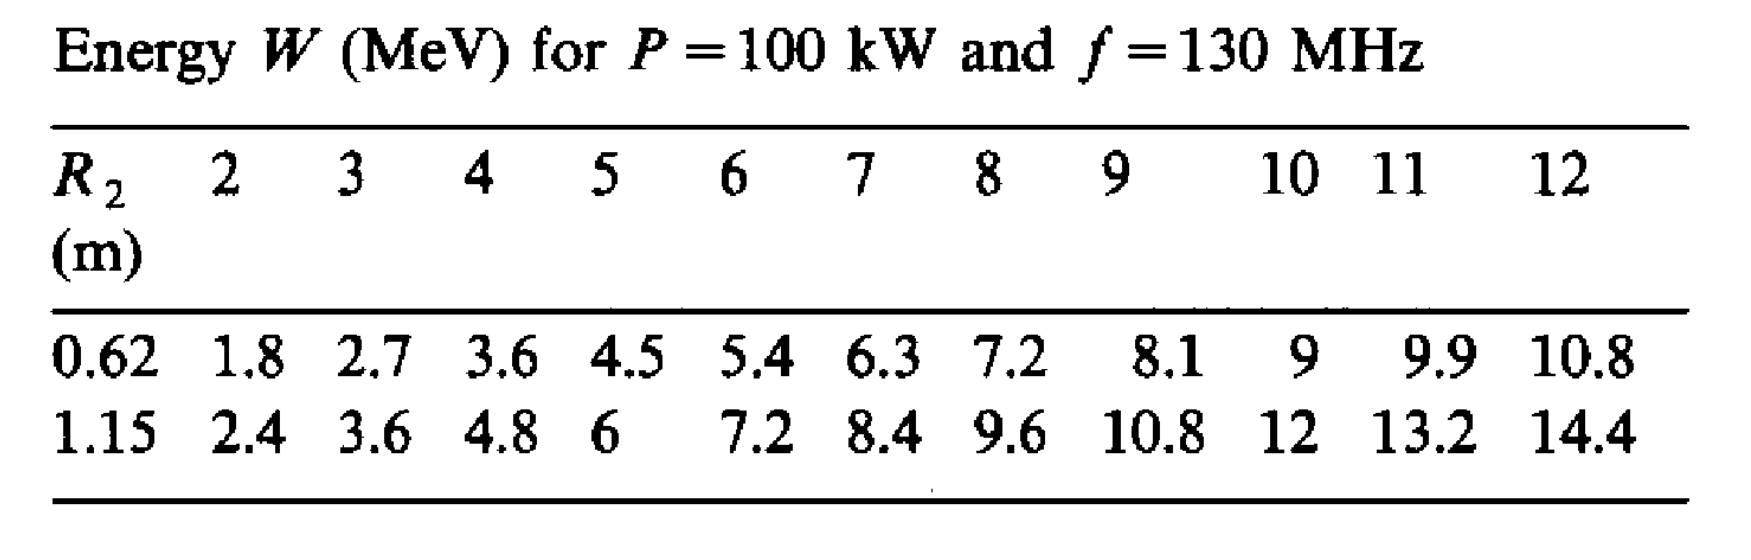 Energy W (MeV) for P = 100 kW and f = 130 MHz
R2 2 3 4 5 6 7 8 9 10 11 12
(m)
0.62 1.8 2.7 3.6 4.5 5.4 6.3 7.2 8.1 9 9.9 10.8
1.15 2.4 3.6 4.8 6 7.2 8.4 9.6 10.8 12 13.2 14.4